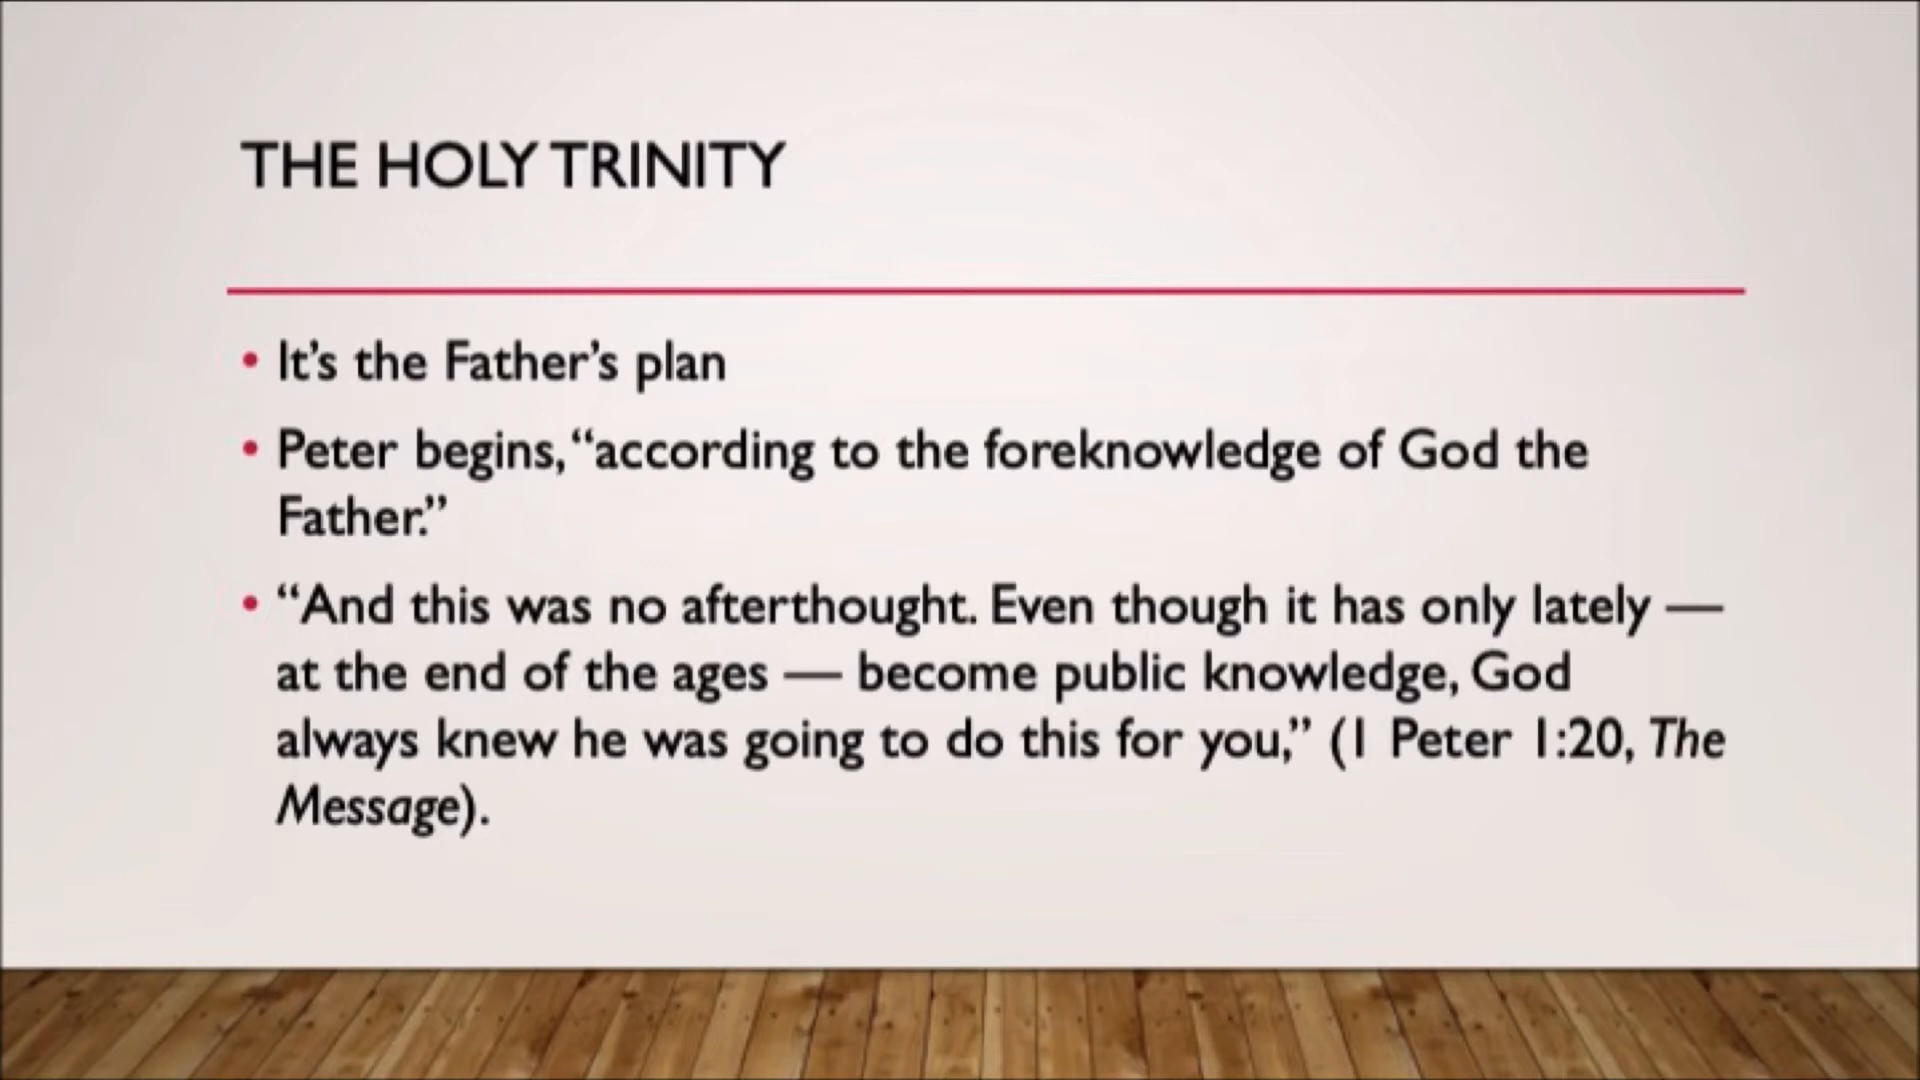 THE HOLY TRINITY
• It’s the Father’s plan
• Peter begins, “according to the foreknowledge of God the
Father.”
• “And this was no afterthought. Even though it has only lately —
at the end of the ages — become public knowledge, God
always knew he was going to do this for you,” (1 Peter 1:20, The
Message).